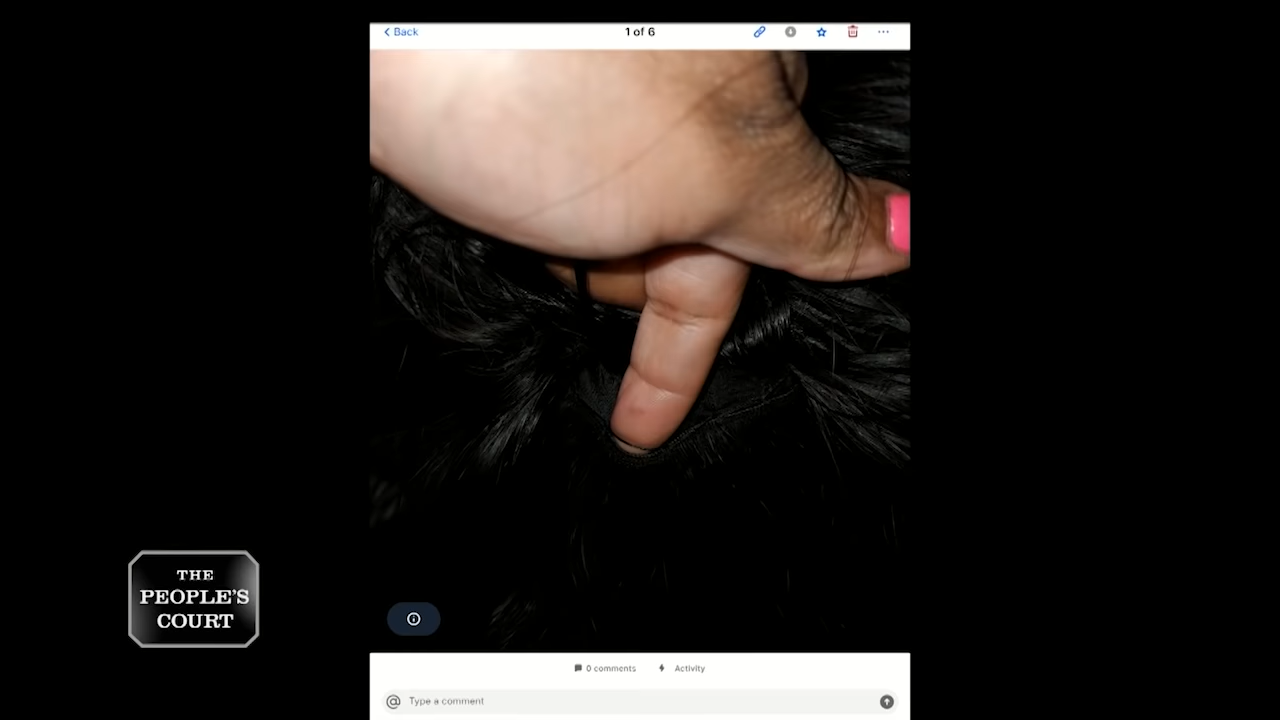 Back
1 of 6
THE
PEOPLE'S
COURT
0 comments
Activity
Type a comment